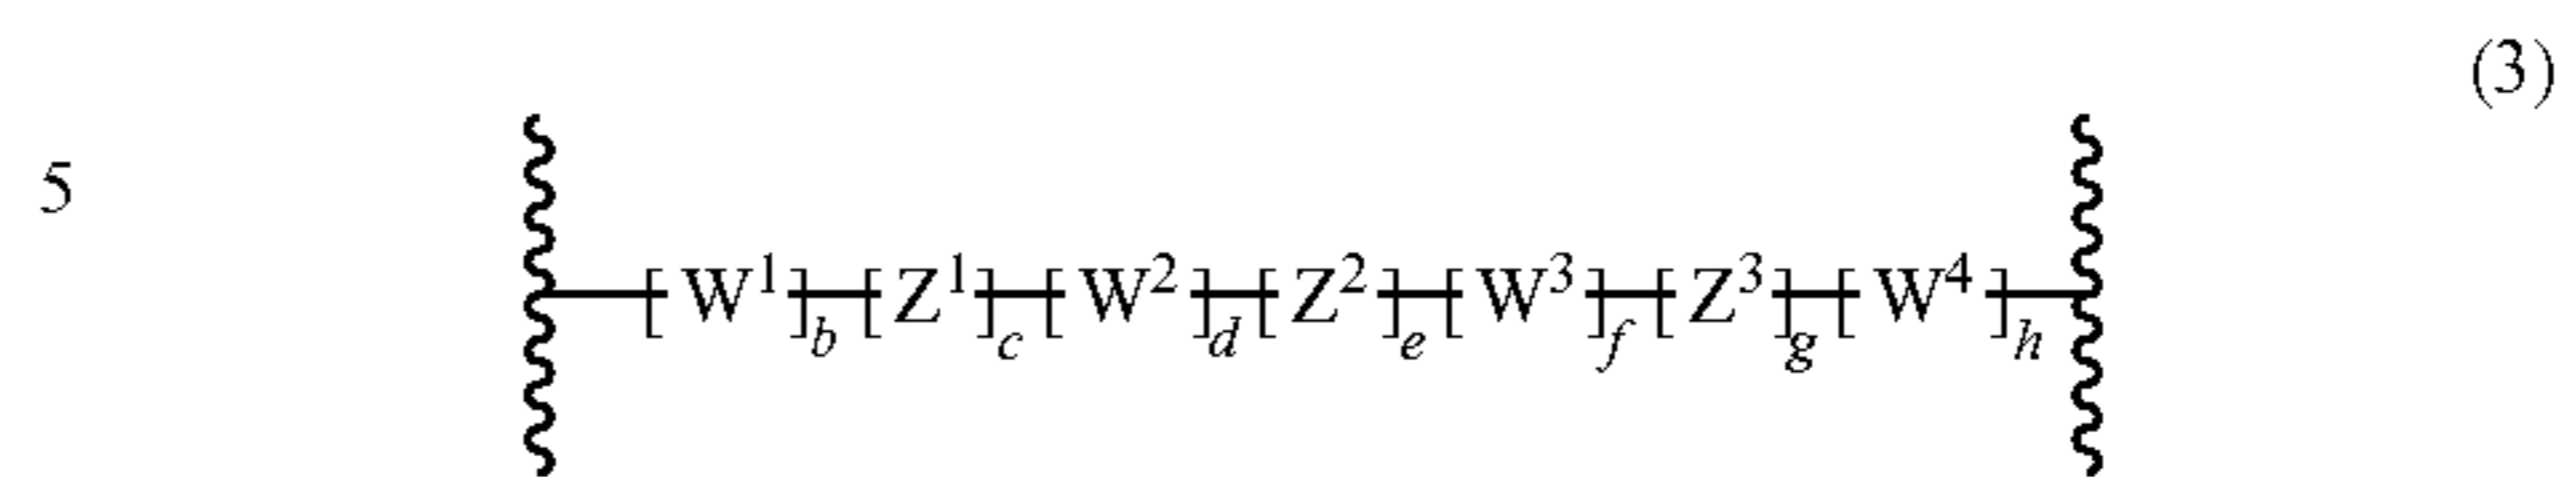 (3)
5
[ W¹ ]b [ Z¹ ]c [ W² ]d [ Z² ]e [ W³ ]f [ Z³ ]g [ W⁴ ]h